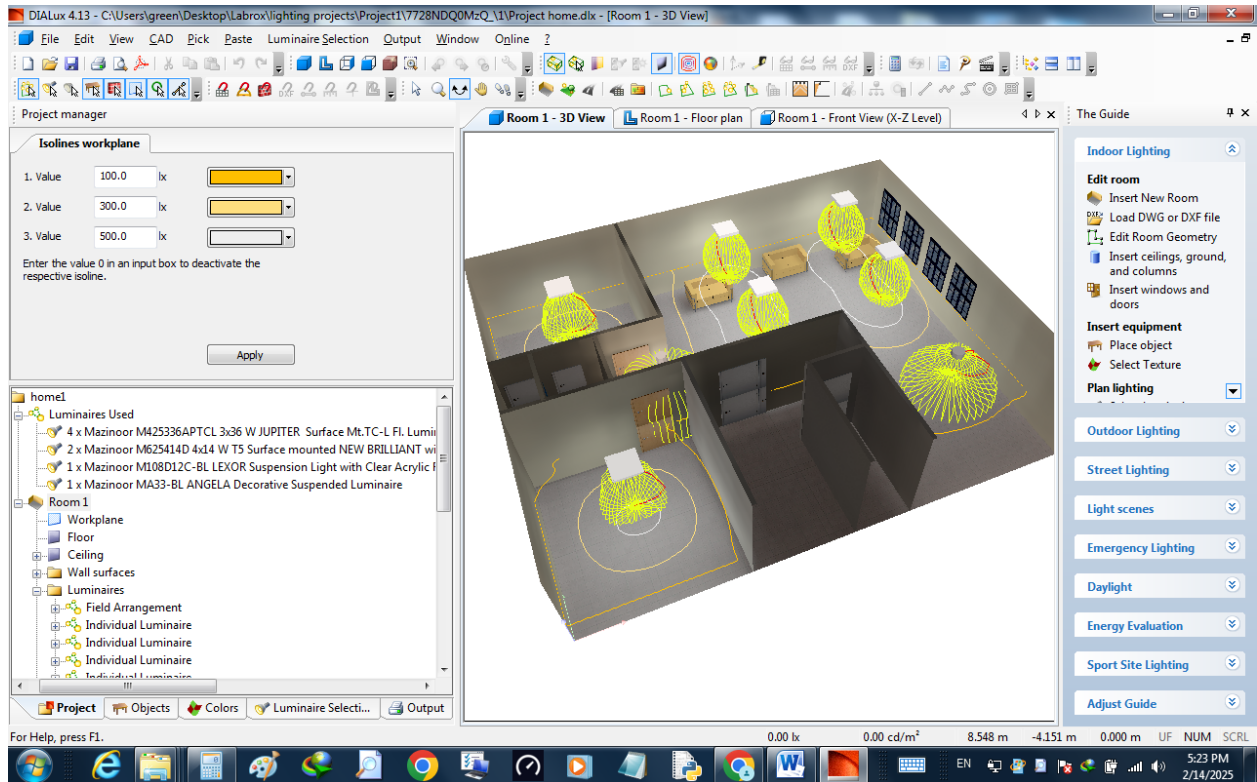 DIALux 4.13 - C:\Users\green\Desktop\Labrox\lighting projects\Project1\7728NDQ0MzQ_\1\Project home.dlx - [Room 1 - 3D View]
File Edit View CAD Pick Paste Luminaire Selection Output Window Online ?
Project manager
Isolines workplane
1. Value 100.0 lx
2. Value 300.0 lx
3. Value 500.0 lx
Enter the value 0 in an input box to deactivate the
respective isoline.
Apply
home1
Luminaires Used
4 x Mazinoor M425336APTCL 3x36 W JUPITER Surface Mt.TC-L Fl. Lumi
2 x Mazinoor M625414D 4x14 W T5 Surface mounted NEW BRILLIANT wi
1 x Mazinoor M108D12C-BL LEXOR Suspension Light with Clear Acrylic
1 x Mazinoor MA33-BL ANGELA Decorative Suspended Luminaire
Room 1
Workplane
Floor
Ceiling
Wall surfaces
Luminaires
Field Arrangement
Individual Luminaire
Individual Luminaire
Individual Luminaire
Individual Luminaire
Project Objects Colors Luminaire Selecti... Output
Room 1 - 3D View Room 1 - Floor plan Room 1 - Front View (X-Z Level)
The Guide
Indoor Lighting
Edit room
Insert New Room
Load DWG or DXF file
Edit Room Geometry
Insert ceilings, ground,
and columns
Insert windows and
doors
Insert equipment
Place object
Select Texture
Plan lighting
Outdoor Lighting
Street Lighting
Light scenes
Emergency Lighting
Daylight
Energy Evaluation
Sport Site Lighting
Adjust Guide
For Help, press F1. 0.00 lx 0.00 cd/m² 8.548 m -4.151 m 0.000 m UF NUM SCRL
EN 5:23 PM
2/14/2025